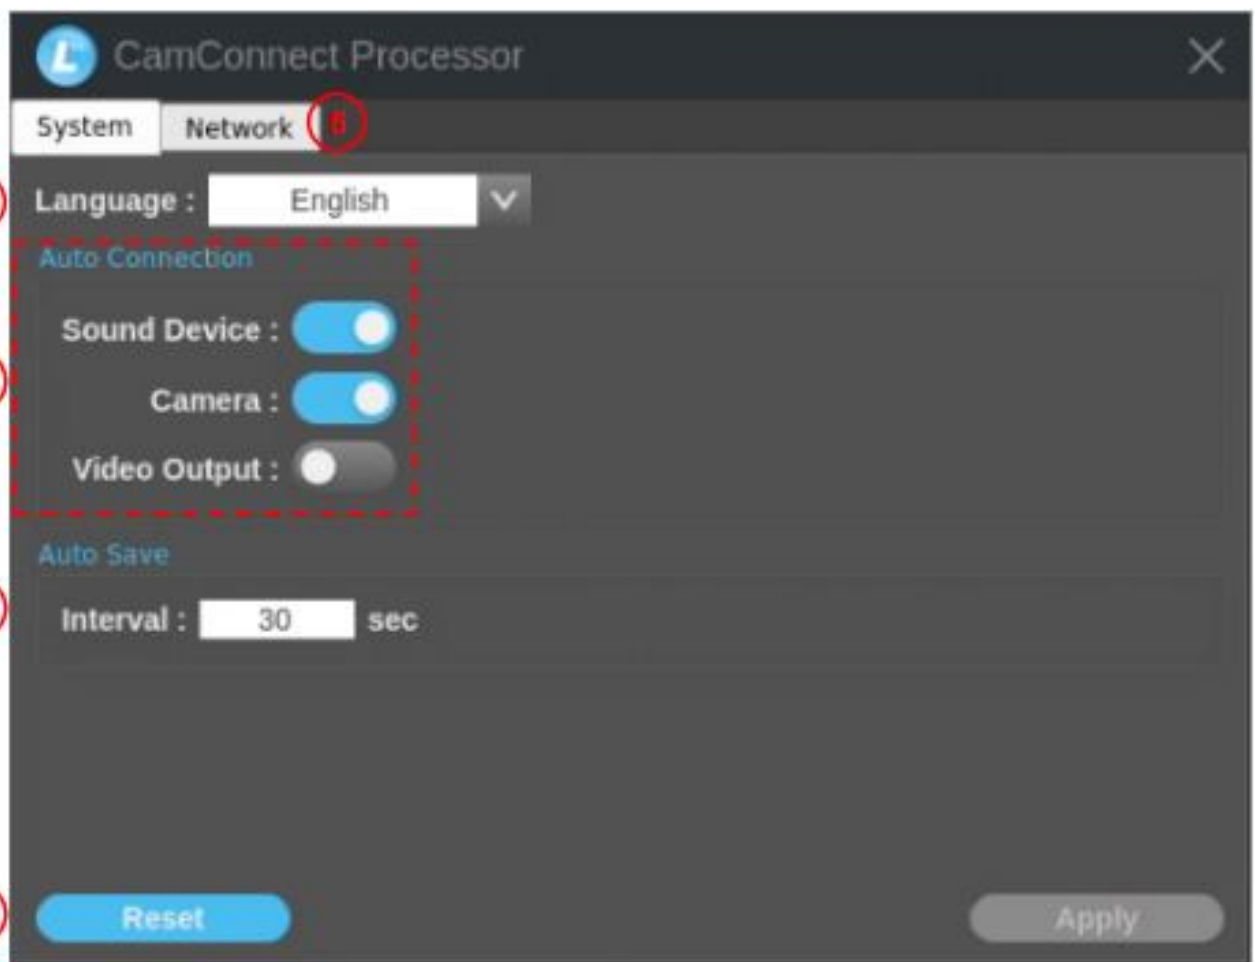 CamConnect Processor
System Network 5
Language : English
Auto Connection
Sound Device :
Camera :
Video Output :
Auto Save
Interval : 30 sec
Reset Apply